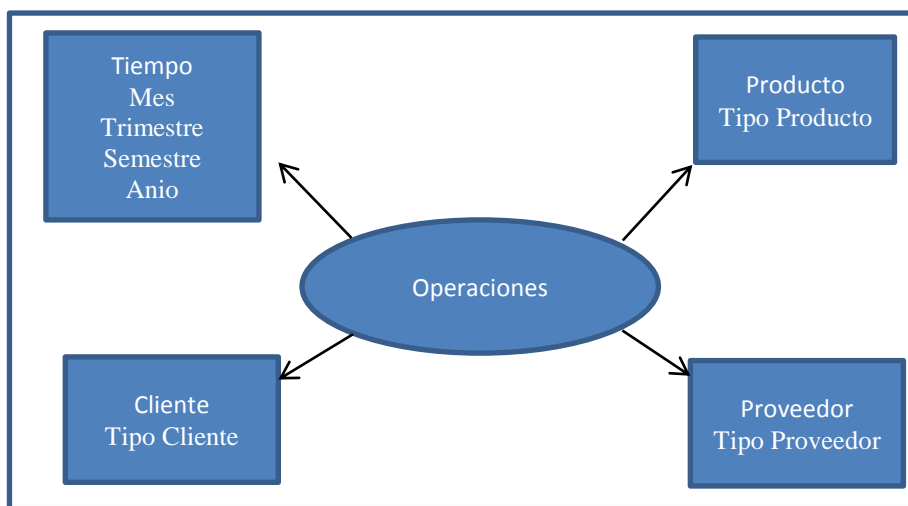 Tiempo
Mes
Trimestre
Semestre
Anio
Producto
Tipo Producto
Operaciones
Cliente
Tipo Cliente
Proveedor
Tipo Proveedor